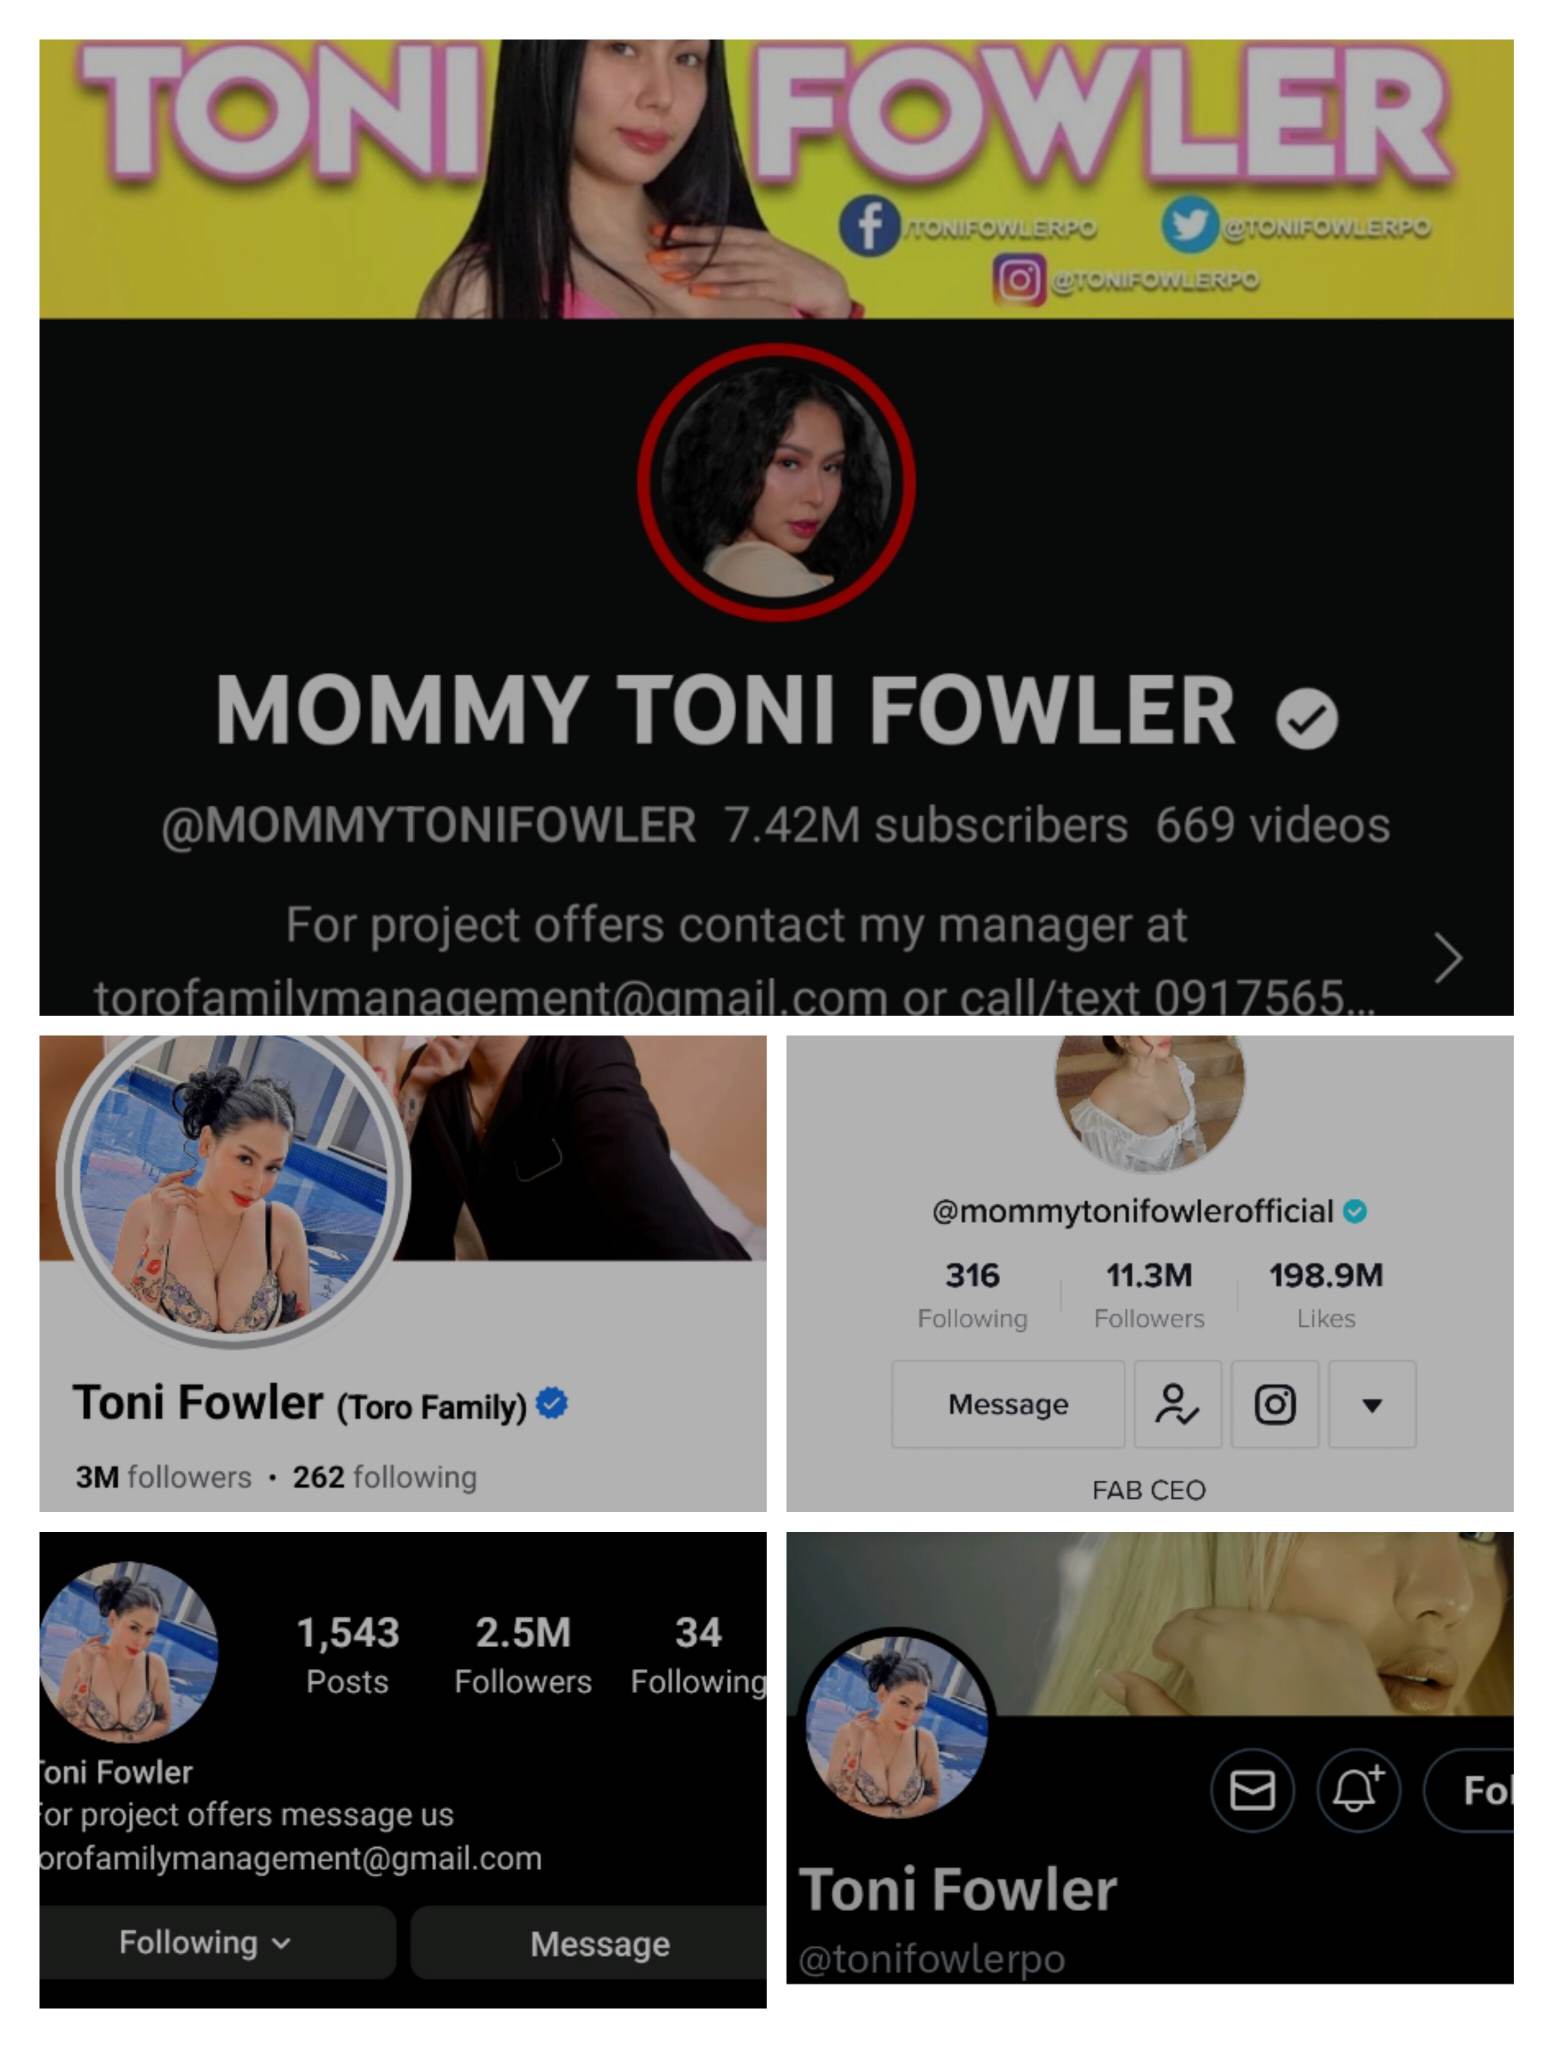 TONI FOWLER
/TONIFOWLERPO @TONIFOWLERPO
@TONIFOWLERPO
MOMMY TONI FOWLER
@MOMMYTONIFOWLER 7.42M subscribers 669 videos
For project offers contact my manager at
torofamilymanagement@gmail.com or call/text 0917565...
Toni Fowler (Toro Family)
3M followers • 262 following
@mommytonifowlerofficial
316 11.3M 198.9M
Following Followers Likes
Message
FAB CEO
1,543 2.5M 34
Posts Followers Following
oni Fowler
or project offers message us
orofamilymanagement@gmail.com
Following Message
Fol
Toni Fowler
@tonifowlerpo